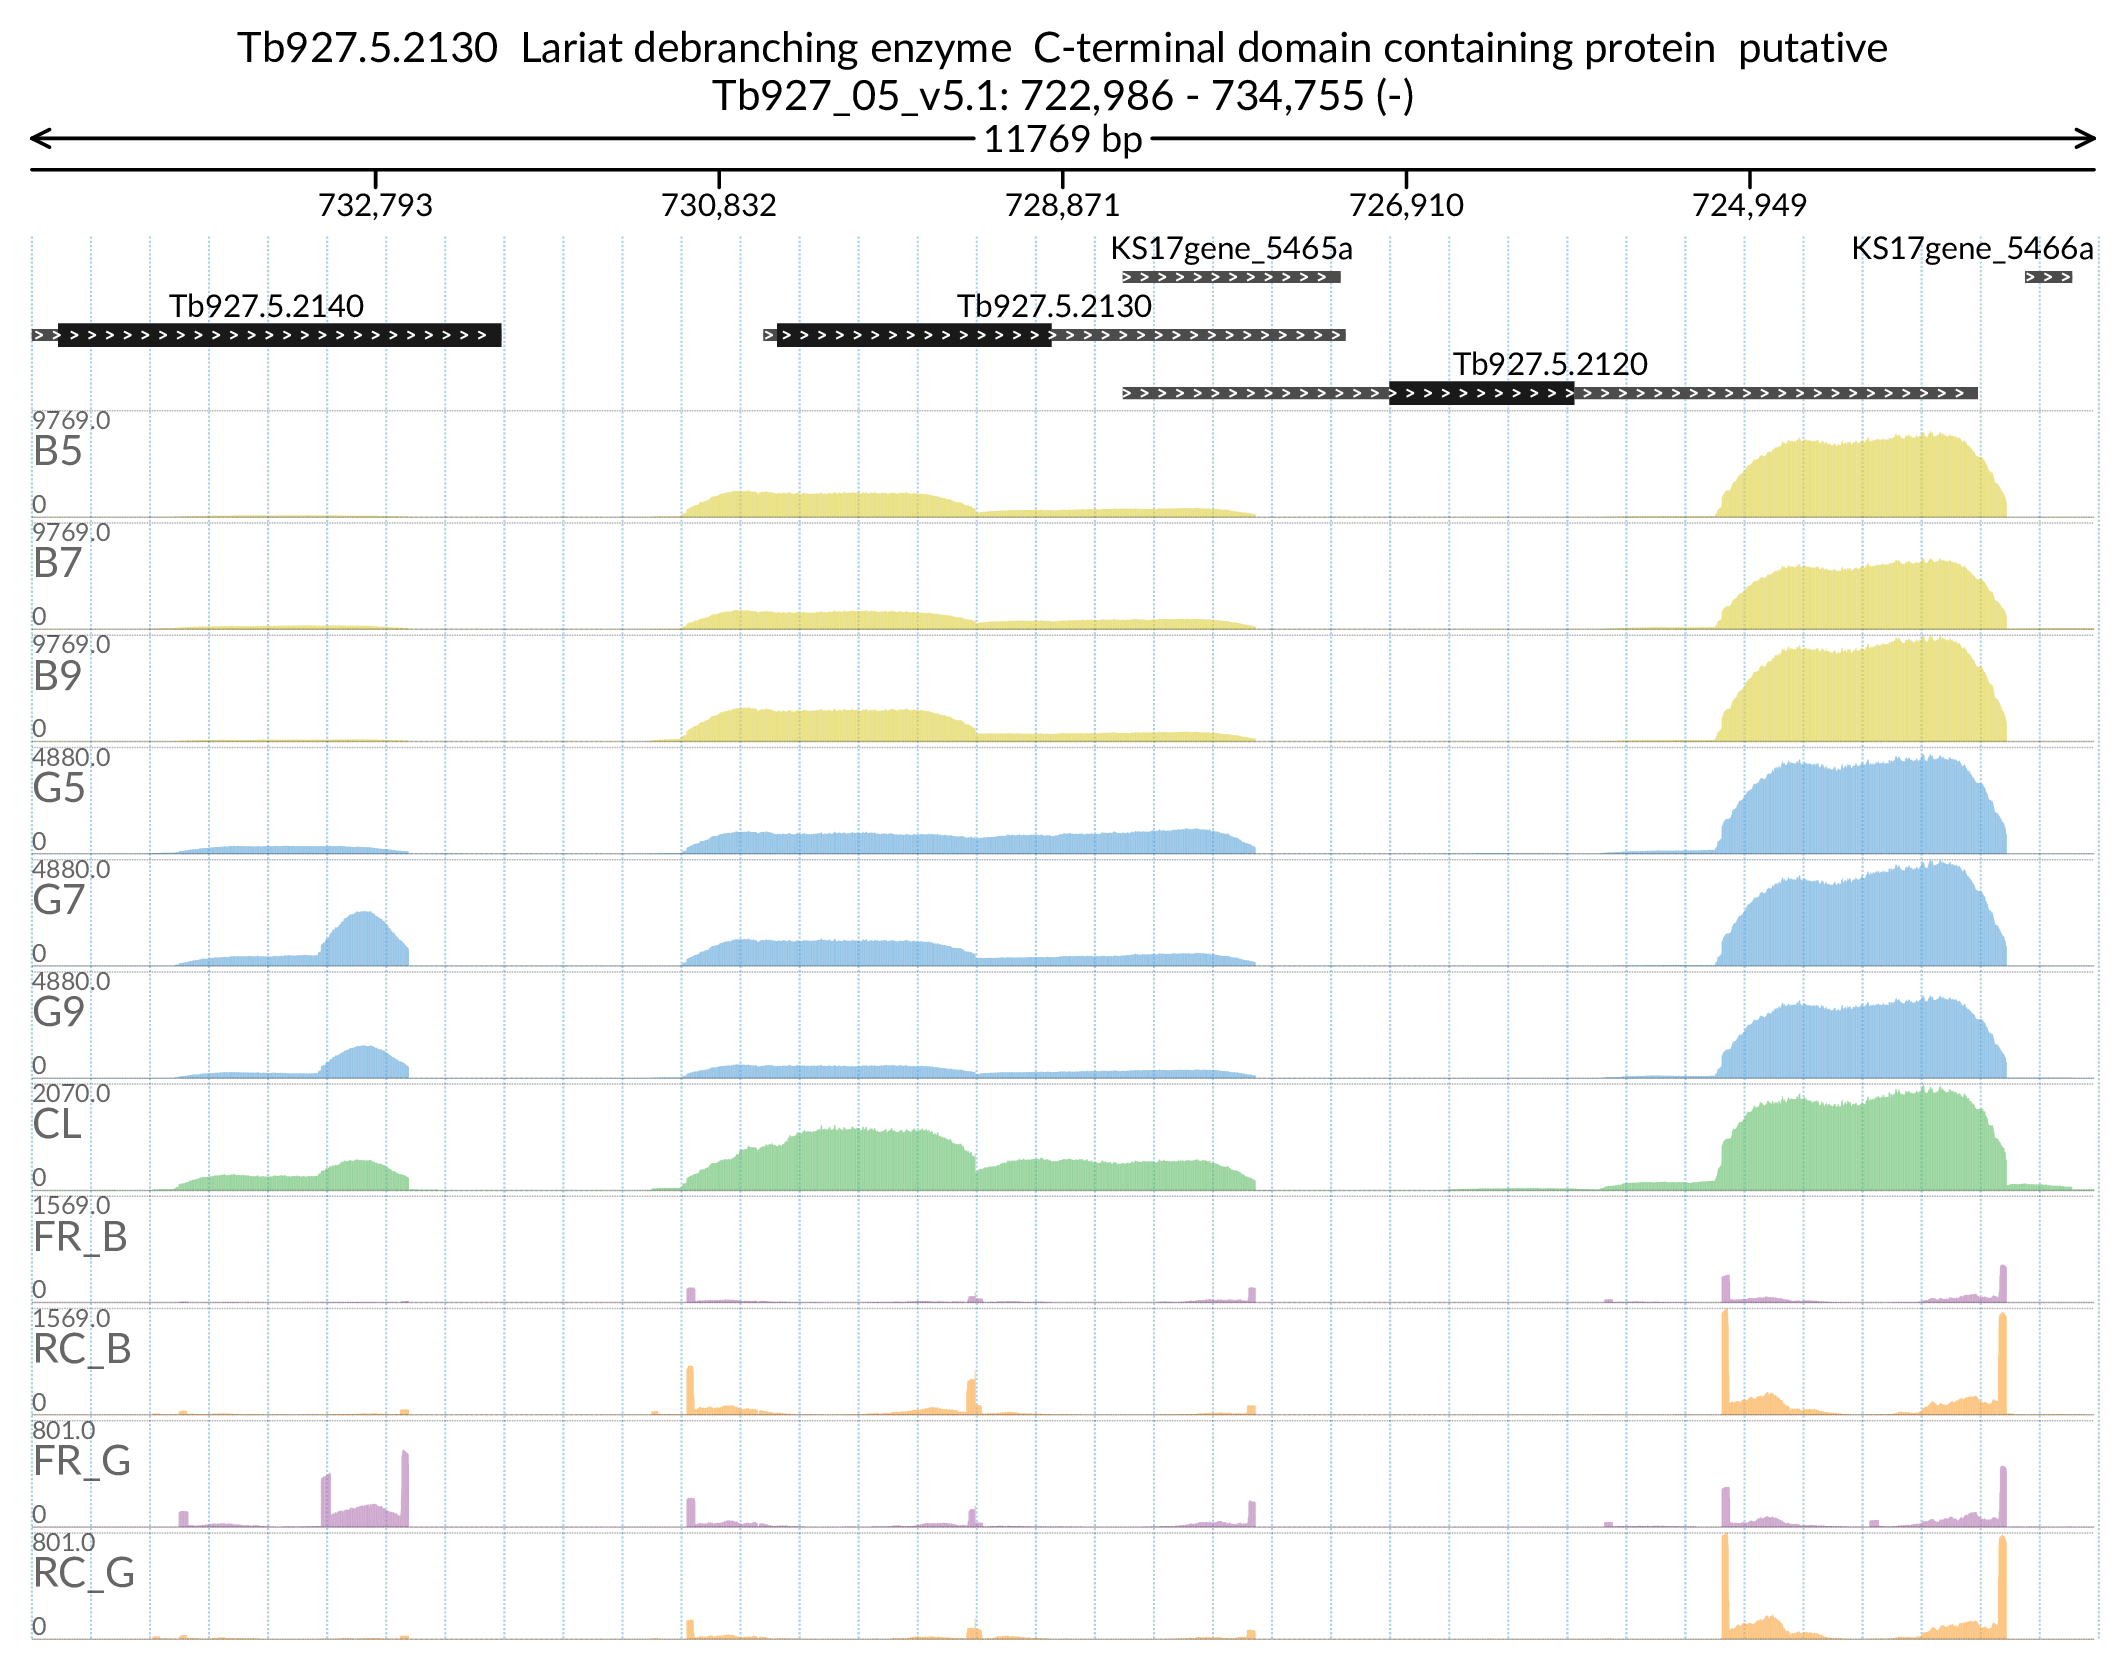 Tb927.5.2130  Lariat debranching enzyme  C-terminal domain containing protein  putative
Tb927_05_v5.1: 722,986 - 734,755 (-)
11769 bp
732,793 730,832 728,871 726,910 724,949
KS17gene_5465a KS17gene_5466a
Tb927.5.2140 Tb927.5.2130
Tb927.5.2120
9769.0
B5
0
9769.0
B7
0
9769.0
B9
0
4880.0
G5
0
4880.0
G7
0
4880.0
G9
0
2070.0
CL
0
1569.0
FR_B
0
1569.0
RC_B
0
801.0
FR_G
0
801.0
RC_G
0